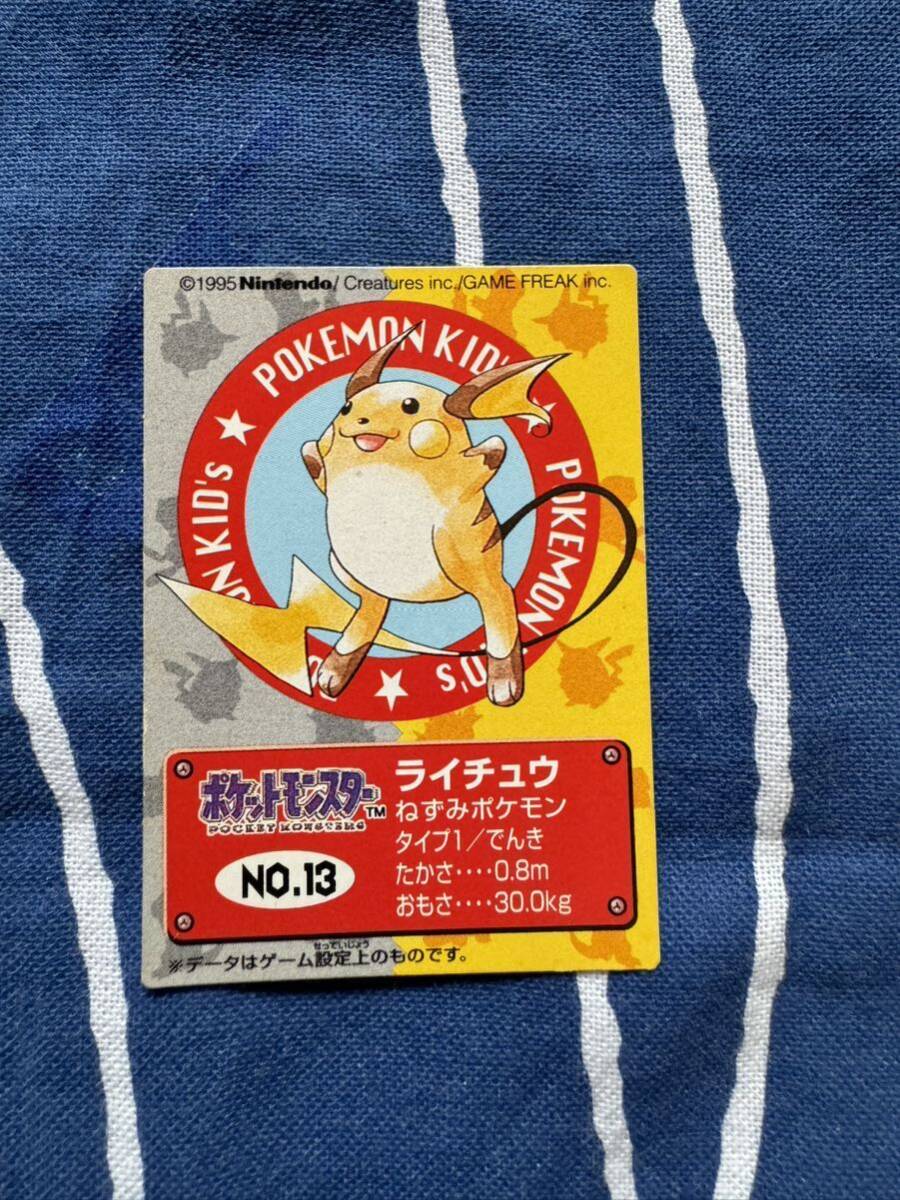 ©1995 Nintendo/ Creatures inc./GAME FREAK inc.
POKEMON KID'
POKEMON
D'S
ON KID's
ポケットモンスター™
POCKET MONSTERS
NO.13
ライチュウ
ねずみポケモン
タイプ1/でんき
たかさ‥‥0.8m
おもさ‥‥30.0kg
せっていじょう
※データはゲーム設定上のものです。